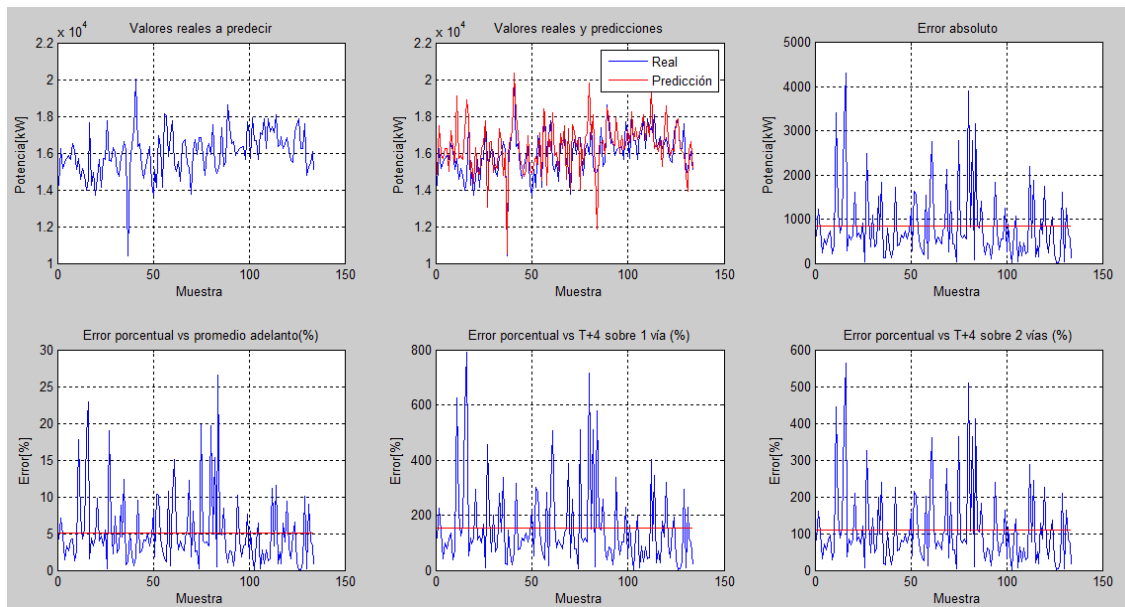 Valores reales a predecir
x 10^4
2.2
2
1.8
1.6
1.4
1.2
1
0
50
100
150
Potencia[kW]
Muestra
Valores reales y predicciones
x 10^4
2.2
2
1.8
1.6
1.4
1.2
1
0
50
100
150
Potencia[kW]
Muestra
Real
Predicción
Error absoluto
5000
4000
3000
2000
1000
0
0
50
100
150
Potencia[kW]
Muestra
Error porcentual vs promedio adelanto(%)
30
25
20
15
10
5
0
0
50
100
150
Error[%]
Muestra
Error porcentual vs T+4 sobre 1 vía (%)
800
600
400
200
0
0
50
100
150
Error[%]
Muestra
Error porcentual vs T+4 sobre 2 vías (%)
600
500
400
300
200
100
0
0
50
100
150
Error[%]
Muestra